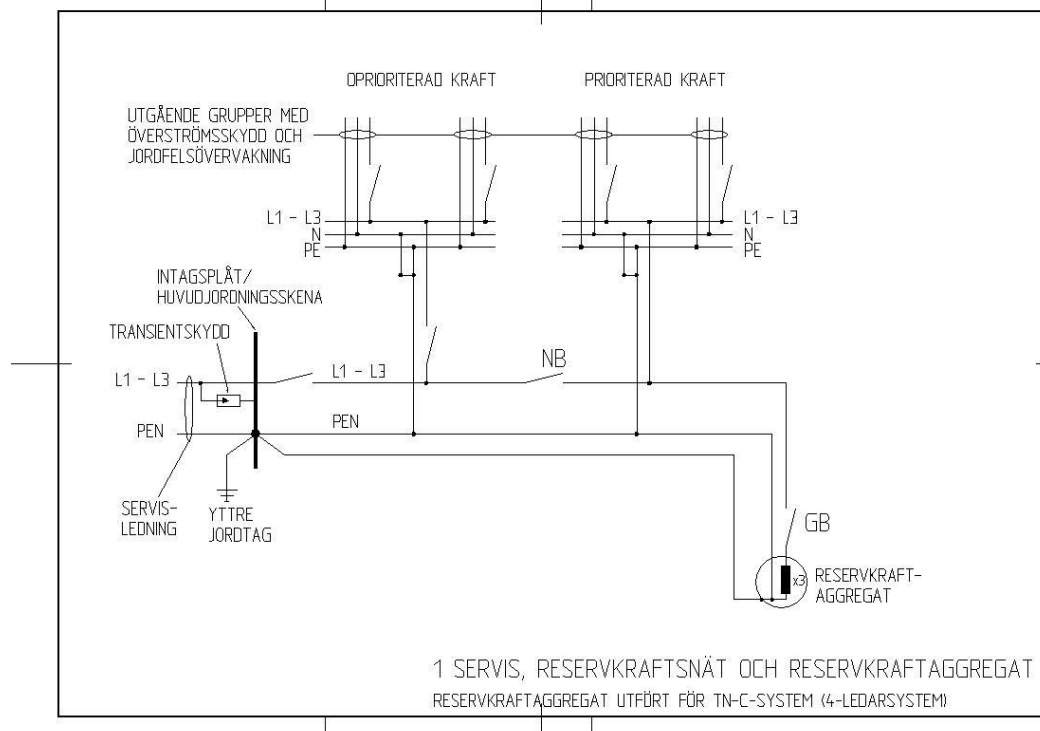 OPRIORITERAD KRAFT
PRIORITERAD KRAFT
UTGÅENDE GRUPPER MED
ÖVERSTRÖMSSKYDD OCH
JORDFELSÖVERVAKNING
L1 - L3
N
PE
L1 - L3
N
PE
INTAGSPLÅT/
HUVUDJORDNINGSSKENA
TRANSIENTSKYDD
L1 - L3
L1 - L3
NB
PEN
PEN
SERVIS-
LEDNING
YTTRE
JORDTAG
GB
x3
RESERVKRAFT-
AGGREGAT
1 SERVIS, RESERVKRAFTSNÄT OCH RESERVKRAFTAGGREGAT
RESERVKRAFTAGGREGAT UTFÖRT FÖR TN-C-SYSTEM (4-LEDARSYSTEM)